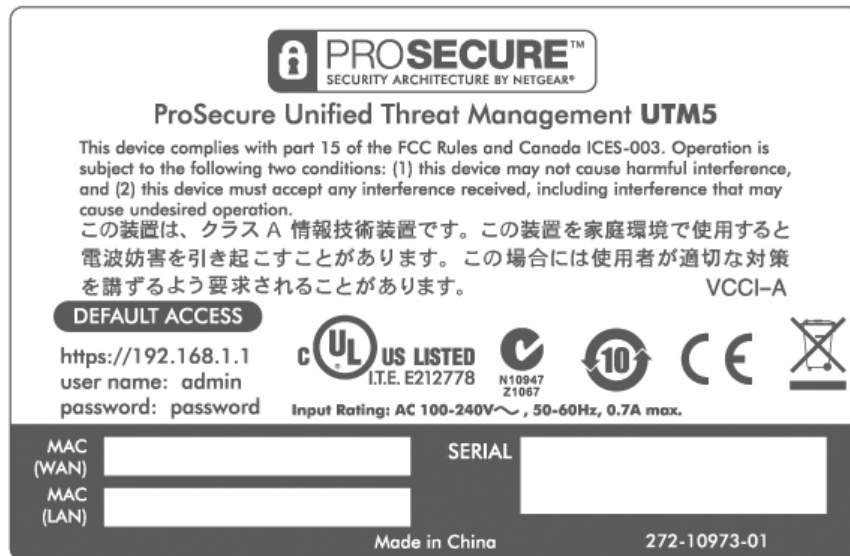 PROSECURE™
SECURITY ARCHITECTURE BY NETGEAR®
ProSecure Unified Threat Management UTM5
This device complies with part 15 of the FCC Rules and Canada ICES-003. Operation is
subject to the following two conditions: (1) this device may not cause harmful interference,
and (2) this device must accept any interference received, including interference that may
cause undesired operation.
この装置は、クラス A 情報技術装置です。この装置を家庭環境で使用すると
電波妨害を引き起こすことがあります。この場合には使用者が適切な対策
を講ずるよう要求されることがあります。 VCCI-A
DEFAULT ACCESS
https://192.168.1.1
user name: admin
password: password
C UL® US LISTED
I.T.E. E212778
N10947
Z1067
10
CE
Input Rating: AC 100-240V～ , 50-60Hz, 0.7A max.
MAC
(WAN)
SERIAL
MAC
(LAN)
Made in China 272-10973-01